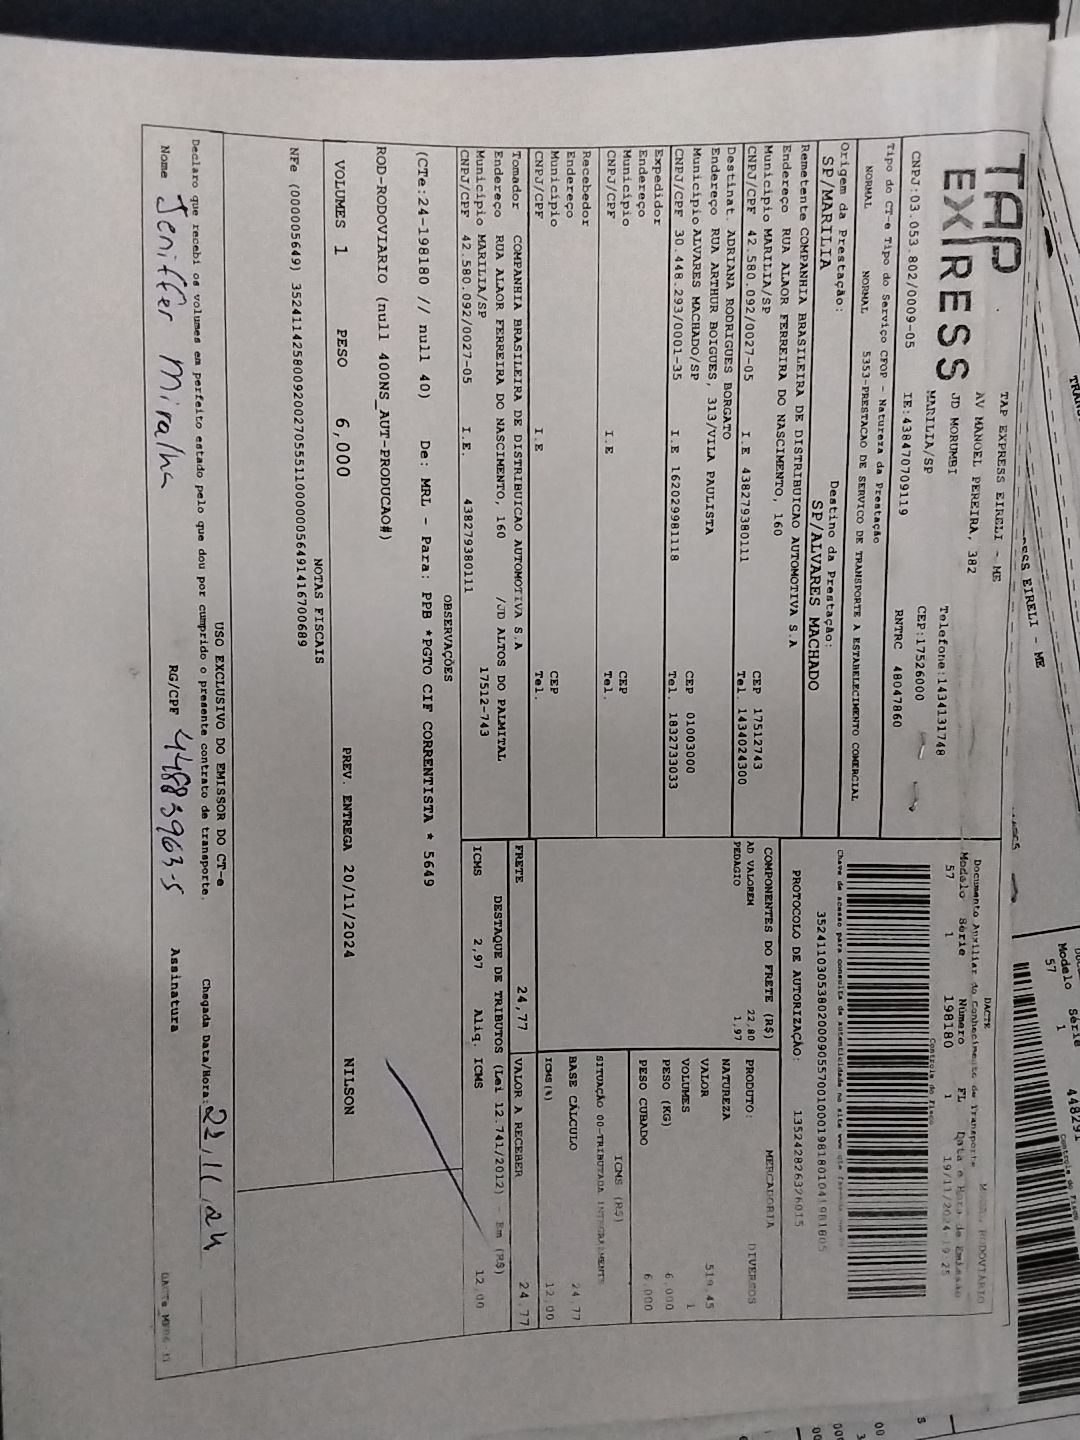 TAP
EXPRESS
TAP EXPRESS EIRELI - ME
AV MANOEL PEREIRA, 382
JD MORUMBI
MARILIA/SP
Telefone:1434131748
CEP:17526000
CNPJ:03.053.802/0009-05
IE:438470709119
RNTRC 48047860
DACTE
Documento Auxiliar do Conhecimento de Transporte
Modelo Série Número FL Data e Hora de Emissão
57 1 198180 1 19/11/2024 19:25
Controle do Fisco
Chave de acesso para consulta de autenticidade no site
PROTOCOLO DE AUTORIZAÇÃO:
Tipo do CT-e Tipo do Serviço CFOP - Natureza da Prestação
NORMAL NORMAL 5353-PRESTACAO DE SERVICO DE TRANSPORTE A ESTABELECIMENTO COMERCIAL
Origem da Prestação: Destino da Prestação:
SP/MARILIA SP/ALVARES MACHADO
Remetente COMPANHIA BRASILEIRA DE DISTRIBUICAO AUTOMOTIVA S.A
Endereço RUA ALAOR FERREIRA DO NASCIMENTO, 160
Município MARILIA/SP CEP 17512743
CNPJ/CPF 42.580.092/0027-05 I.E 438279380111 Tel. 1434024300
Destinat. ADRIANA RODRIGUES BORGATO
Endereço RUA ARTHUR BOIGUES, 313/VILA PAULISTA
Município ALVARES MACHADO/SP CEP 01003000
CNPJ/CPF 30.448.293/0001-35 I.E 162029981118 Tel. 1832733033
Expedidor
Endereço
Município CEP
CNPJ/CPF I.E Tel.
Recebedor
Endereço
Município CEP
CNPJ/CPF I.E Tel.
Tomador COMPANHIA BRASILEIRA DE DISTRIBUICAO AUTOMOTIVA S.A
Endereço RUA ALAOR FERREIRA DO NASCIMENTO, 160 /JD ALTOS DO PALMITAL
Município MARILIA/SP 17512-743
CNPJ/CPF 42.580.092/0027-05 I.E. 438279380111
COMPONENTES DO FRETE (R$)
AD VALOREM 22,80
PEDAGIO 1,97
PRODUTO: MERCADORIA
NATUREZA DIVERSOS
VALOR 519,45
VOLUMES 1
PESO (KG) 6,000
PESO CUBADO 6,000
ICMS (R$)
SITUAÇÃO 00-TRIBUTADA INTEGRALMENTE
BASE CÁLCULO 24,77
ICMS(%) 12,00
FRETE 24,77 VALOR A RECEBER 24,77
DESTAQUE DE TRIBUTOS (Lei 12.741/2012) - Em (R$)
ICMS 2,97 Aliq. ICMS 12,00
OBSERVAÇÕES
(CTe:24-198180 // null 40) De: MRL - Para: PPB *PGTO CIF CORRENTISTA * 5649
ROD-RODOVIARIO (null 400NS_AUT-PRODUCAO#)
VOLUMES 1 PESO 6,000 PREV. ENTREGA 20/11/2024 NILSON
NOTAS FISCAIS
USO EXCLUSIVO DO EMISSOR DO CT-e
Declaro que recebi os volumes em perfeito estado pelo que dou por cumprido o presente contrato de transporte.
Chegada Data/Hora:
Nome Jeniffer Miralha RG/CPF 44883963-5 Assinatura